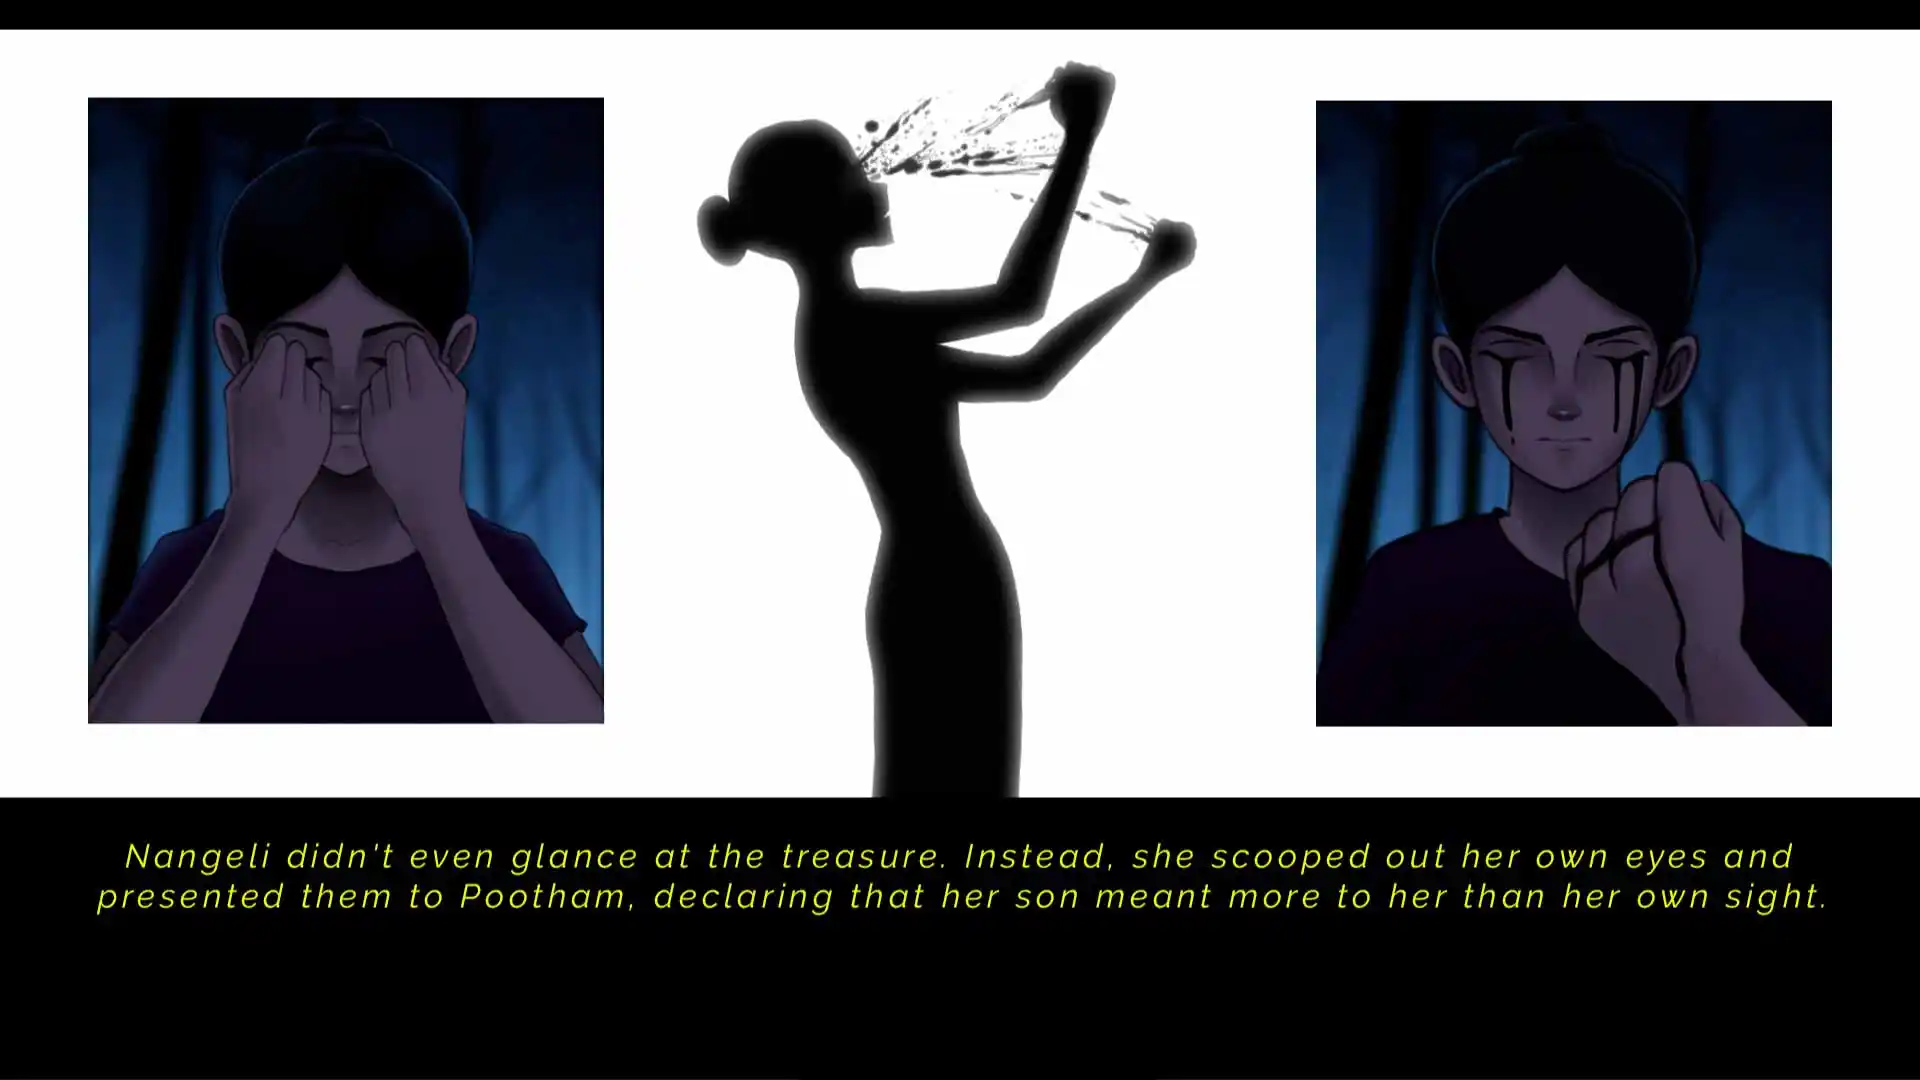 Nangeli didn't even glance at the treasure. Instead, she scooped out her own eyes and
presented them to Pootham, declaring that her son meant more to her than her own sight.